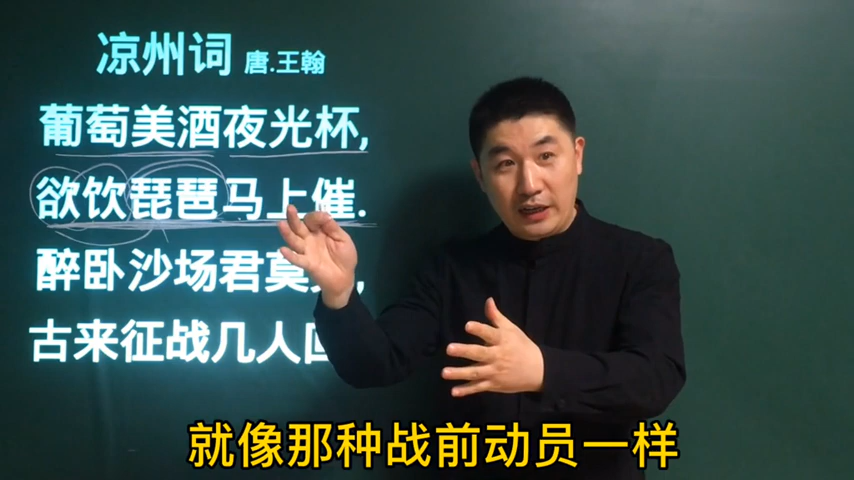 凉州词 唐.王翰
葡萄美酒夜光杯,
欲饮琵琶马上催.
醉卧沙场君莫,
古来征战几人回
就像那种战前动员一样